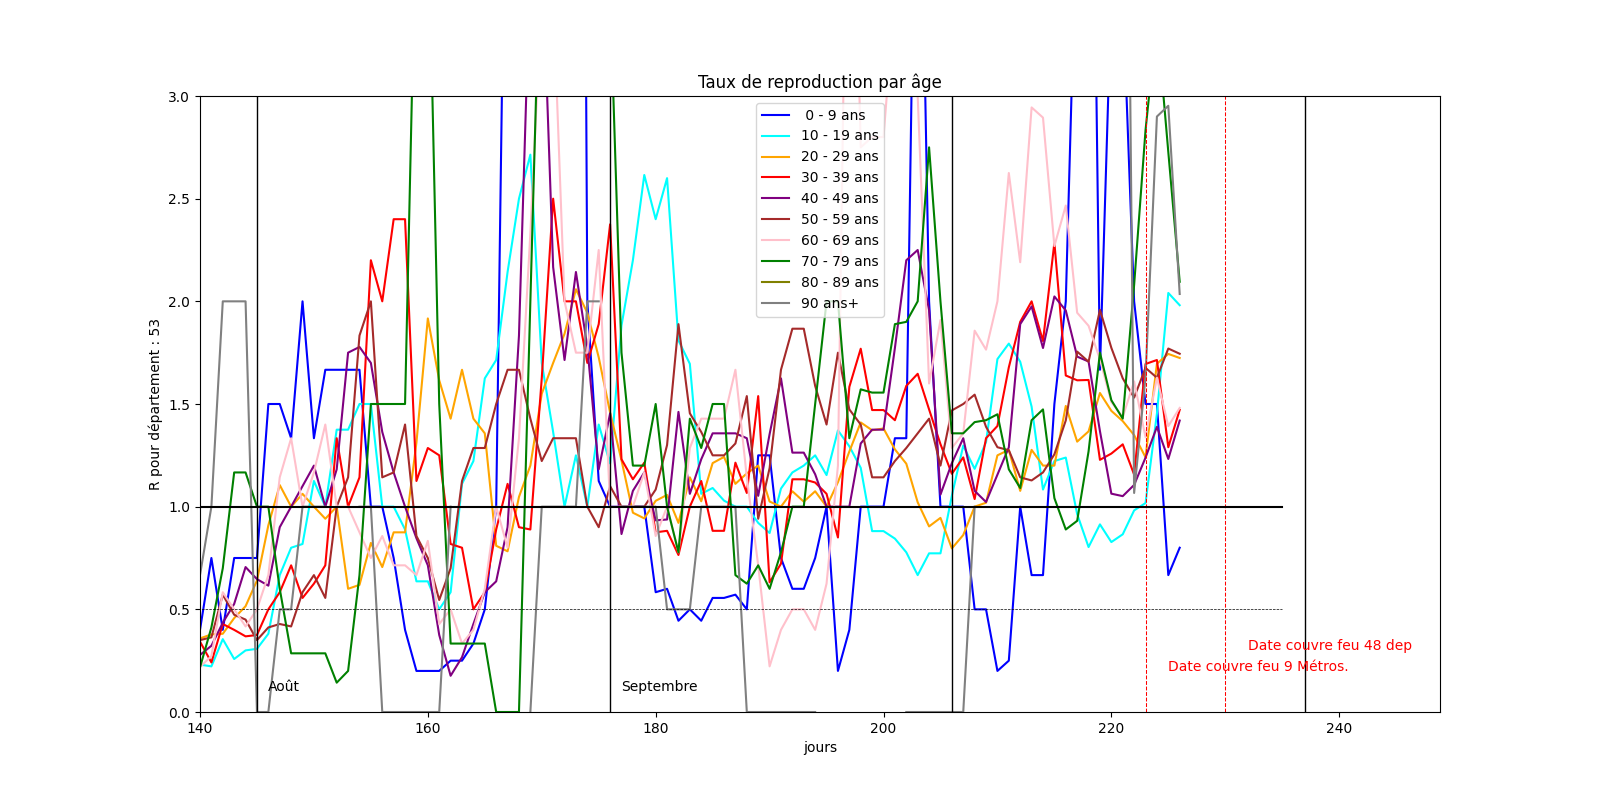 Taux de reproduction par âge
R pour département : 53
3.0
2.5
2.0
1.5
1.0
0.5
0.0
0 - 9 ans
10 - 19 ans
20 - 29 ans
30 - 39 ans
40 - 49 ans
50 - 59 ans
60 - 69 ans
70 - 79 ans
80 - 89 ans
90 ans+
Date couvre feu 48 dep
Date couvre feu 9 Métros.
Août
Septembre
140
160
180
200
220
240
jours